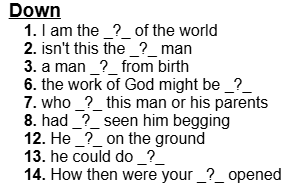 Down
1. I am the _?_ of the world
2. isn't this the _?_ man
3. a man _?_ from birth
6. the work of God might be _?_
7. who _?_ this man or his parents
8. had _?_ seen him begging
12. He _?_ on the ground
13. he could do _?_
14. How then were your _?_ opened